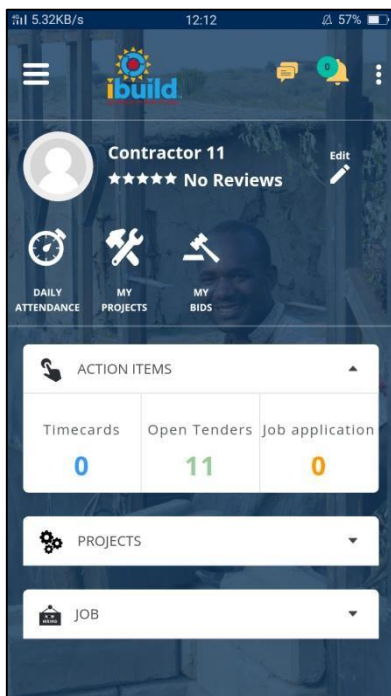 5.32KB/s 12:12 57%
ibuild
0
Contractor 11
Edit
No Reviews
DAILY ATTENDANCE
MY PROJECTS
MY BIDS
ACTION ITEMS
Timecards Open Tenders Job application
0 11 0
PROJECTS
JOB